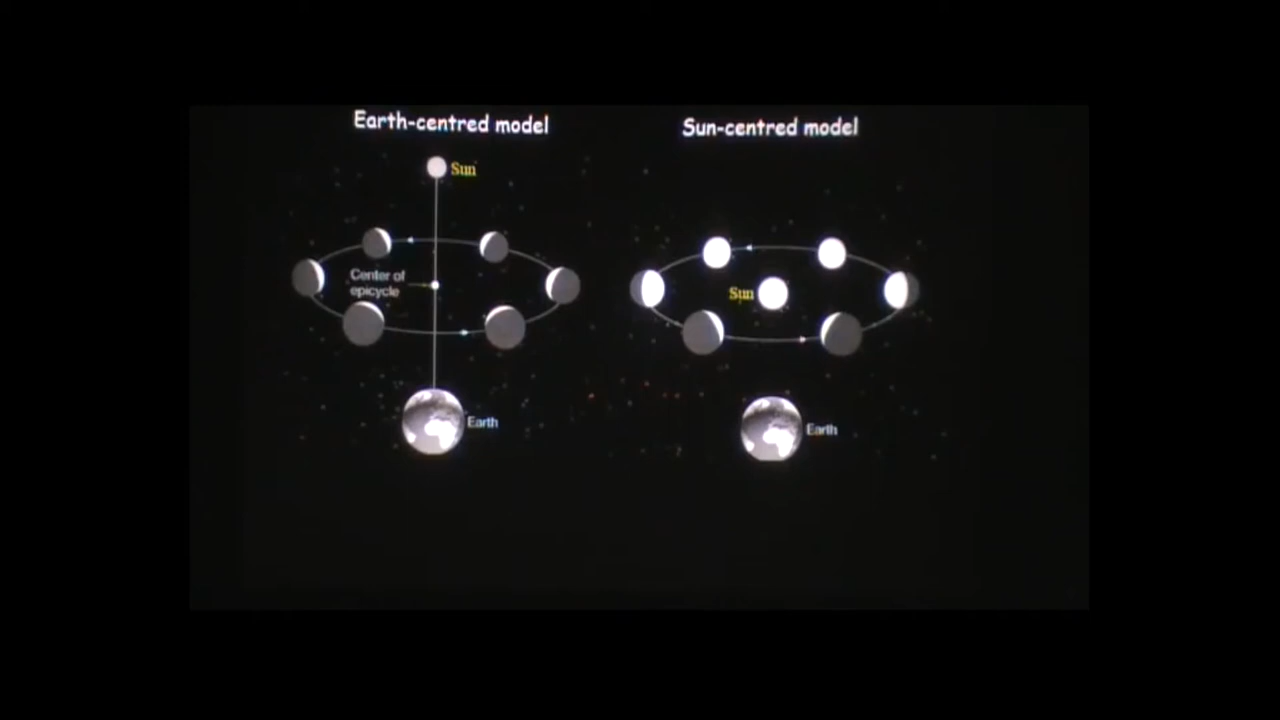 Earth-centred model
Sun
Center of
epicycle
Earth
Sun-centred model
Sun
Earth